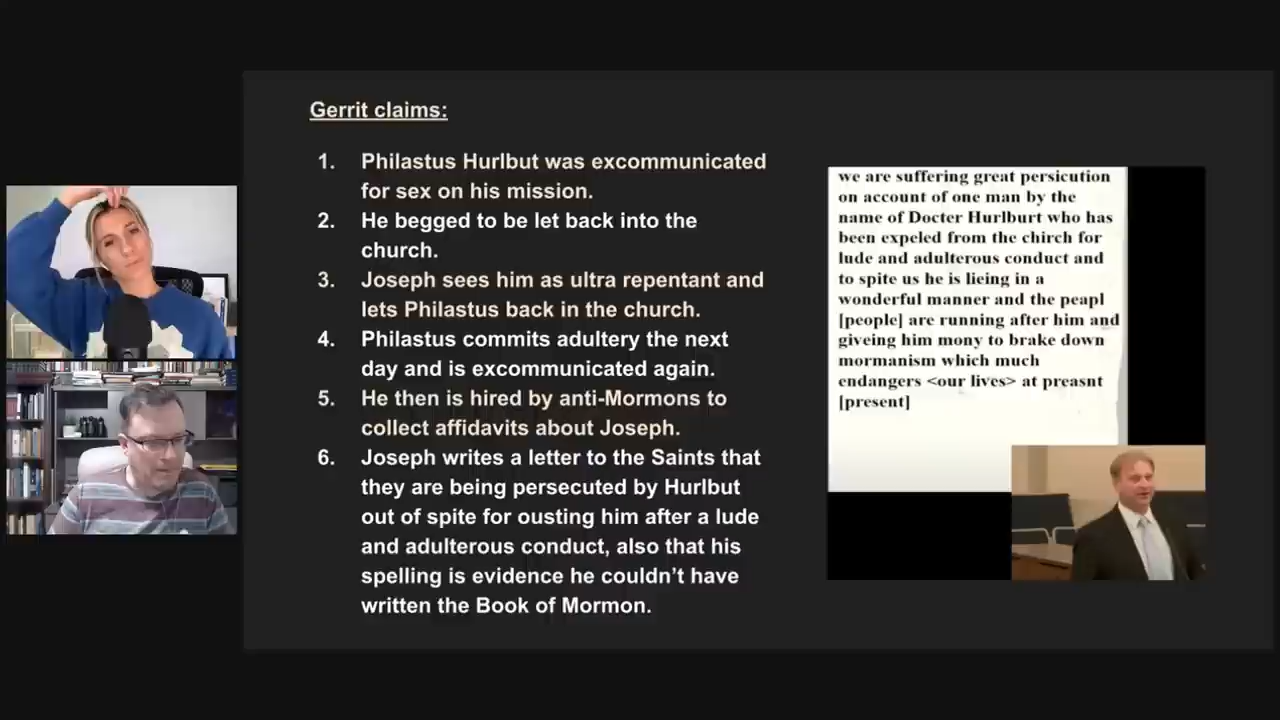 Gerrit claims:
1. Philastus Hurlbut was excommunicated
for sex on his mission.
2. He begged to be let back into the
church.
3. Joseph sees him as ultra repentant and
lets Philastus back in the church.
4. Philastus commits adultery the next
day and is excommunicated again.
5. He then is hired by anti-Mormons to
collect affidavits about Joseph.
6. Joseph writes a letter to the Saints that
they are being persecuted by Hurlbut
out of spite for ousting him after a lude
and adulterous conduct, also that his
spelling is evidence he couldn’t have
written the Book of Mormon.
we are suffering great persicution
on account of one man by the
name of Docter Hurlburt who has
been expeled from the chirch for
lude and adulterous conduct and
to spite us he is lieing in a
wonderful manner and the peapl
[people] are running after him and
giveing him mony to brake down
mormanism which much
endangers <our lives> at preasnt
[present]